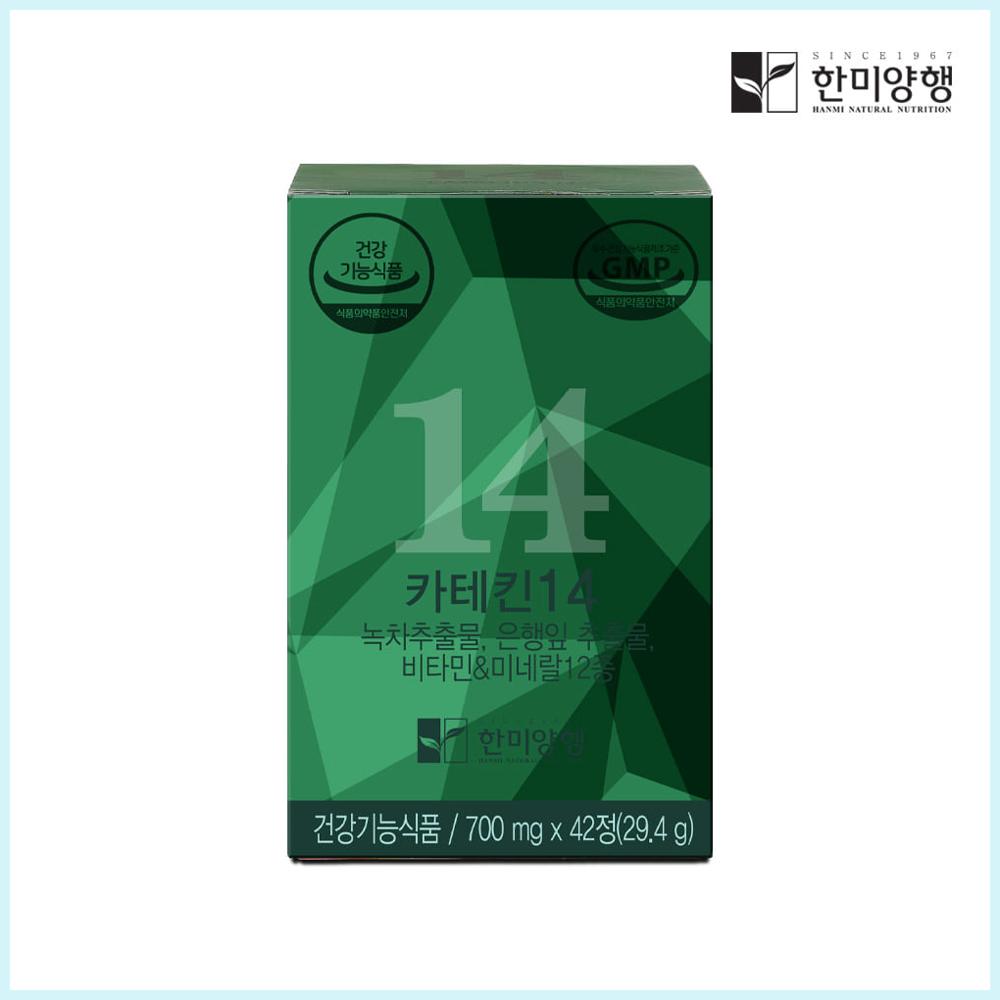 SINCE1967
한미양행
HANMI NATURAL NUTRITION
건강
기능식품
식품의약품안전처
GMP
식품의약품안전처
14
카테킨14
녹차추출물, 은행잎 추출물,
비타민&미네랄12종
한미양행
건강기능식품 / 700 mg x 42정(29.4 g)